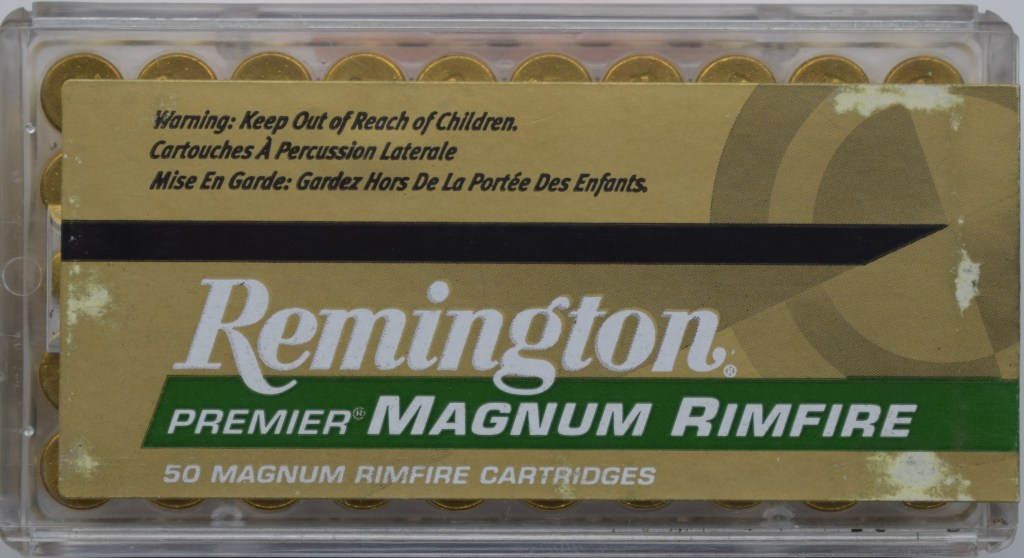 Warning: Keep Out of Reach of Children.
Cartouches À Percussion Laterale
Mise En Garde: Gardez Hors De La Portée Des Enfants.
Remington®
PREMIER® MAGNUM RIMFIRE
50 MAGNUM RIMFIRE CARTRIDGES